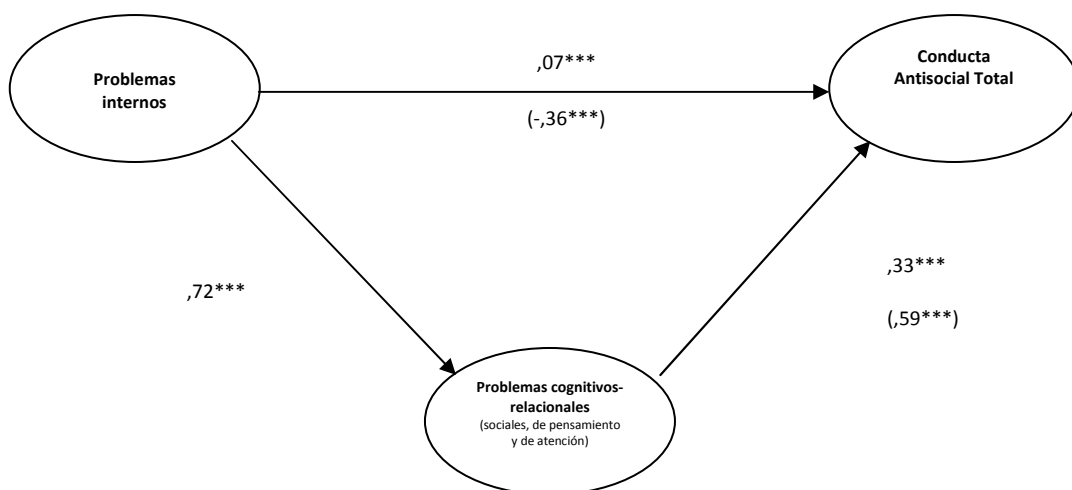 Problemas
internos
,07***
(-,36***)
Conducta
Antisocial Total
,72***
,33***
(,59***)
Problemas cognitivos-
relacionales
(sociales, de pensamiento
y de atención)